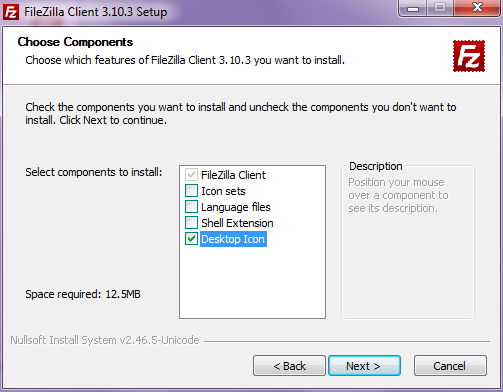 FileZilla Client 3.10.3 Setup
Choose Components
Choose which features of FileZilla Client 3.10.3 you want to install.
Fz
Check the components you want to install and uncheck the components you don't want to
install. Click Next to continue.
Select components to install:
FileZilla Client
Icon sets
Language files
Shell Extension
Desktop Icon
Description
Position your mouse
over a component to
see its description.
Space required: 12.5MB
Nullsoft Install System v2.46.5-Unicode
< Back
Next >
Cancel